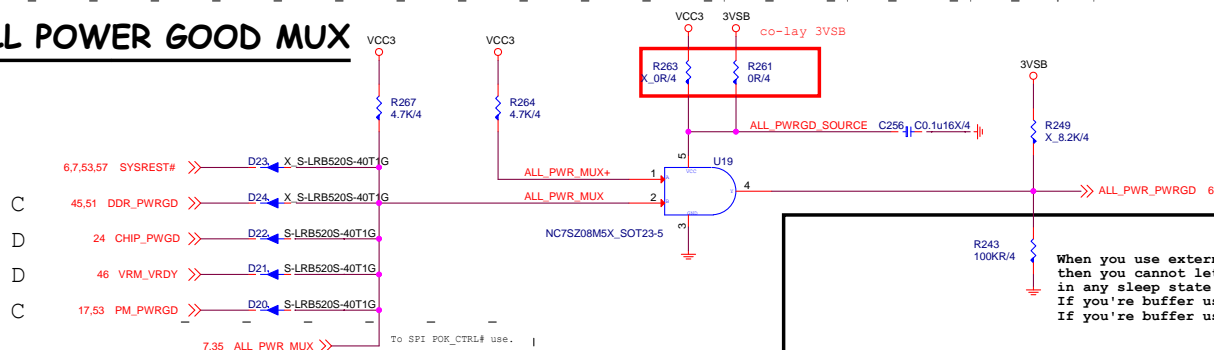 LL POWER GOOD MUX
VCC3
VCC3
VCC3
3VSB
co-lay 3VSB
R263
X_0R/4
R261
0R/4
3VSB
R267
4.7K/4
R264
4.7K/4
ALL_PWRGD_SOURCE
C256
C0.1u16X/4
R249
X_8.2K/4
6,7,53,57 SYSREST#
D23
X_S-LRB520S-40T1G
ALL_PWR_MUX+
1
A
5
VCC
U19
Y
4
ALL_PWR_PWRGD 6
C
45,51 DDR_PWRGD
D24
X_S-LRB520S-40T1G
ALL_PWR_MUX
2
B
GND
3
NC7SZ08M5X_SOT23-5
D
24 CHIP_PWGD
D22
S-LRB520S-40T1G
R243
100KR/4
D
46 VRM_VRDY
D21
S-LRB520S-40T1G
C
17,53 PM_PWRGD
D20
S-LRB520S-40T1G
When you use extern
then you cannot let
in any sleep state
If you're buffer us
If you're buffer us
7,35 ALL_PWR_MUX
To SPI POK_CTRL# use.